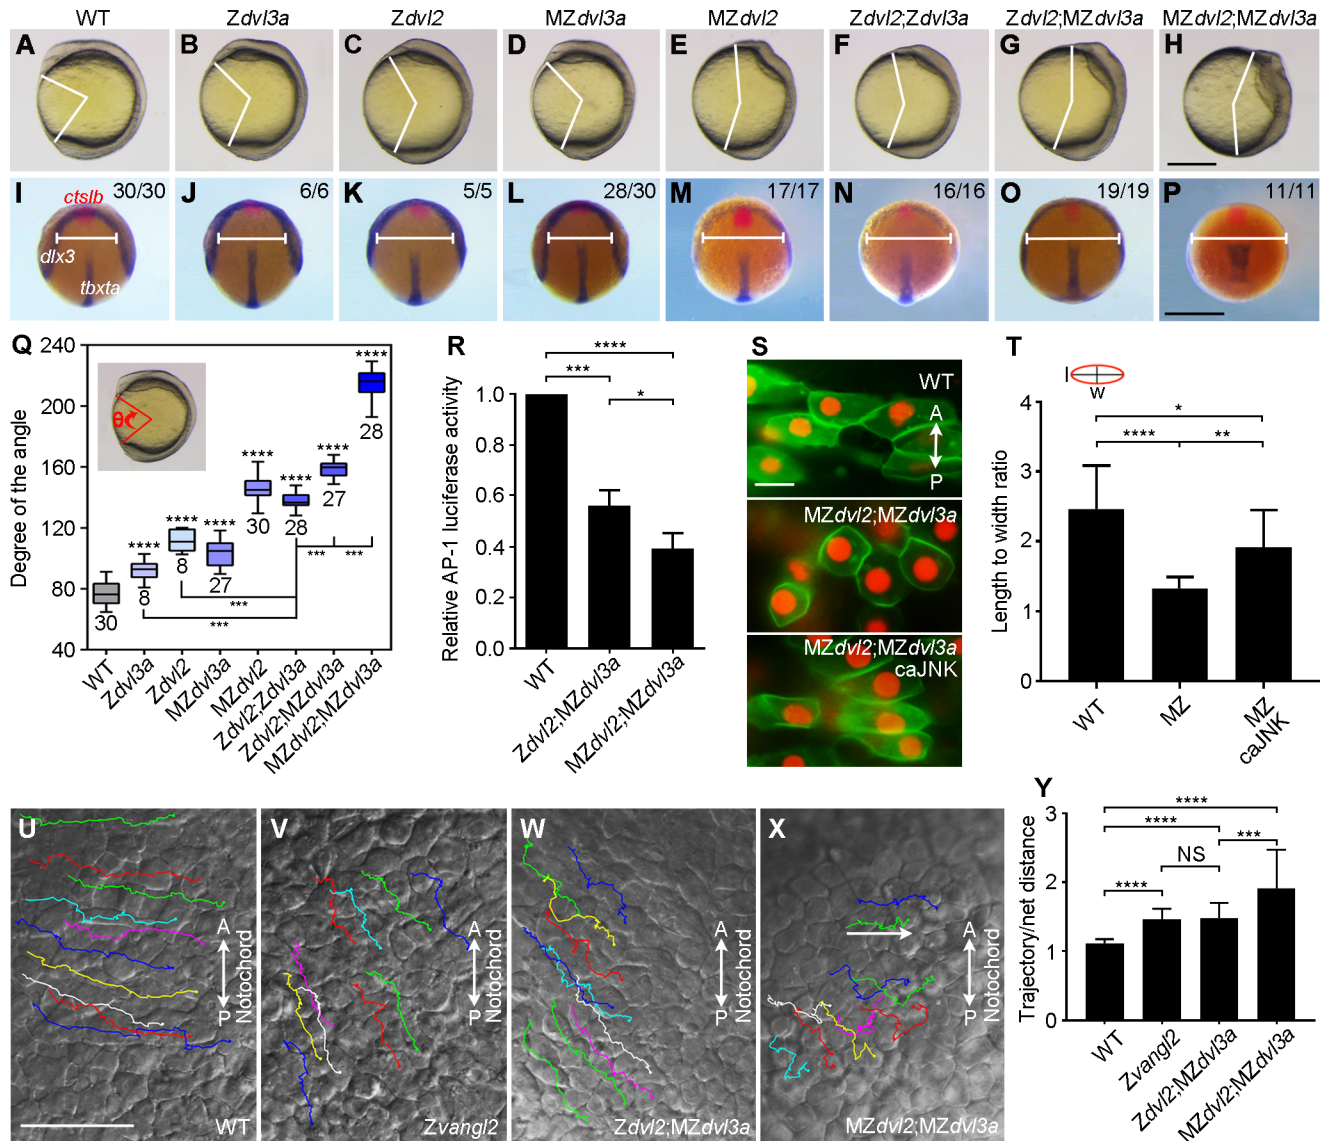 WT Zdvl3a Zdvl2 MZdvl3a MZdvl2 Zdvl2;Zdvl3a Zdvl2;MZdvl3a MZdvl2;MZdvl3a
A B C D E F G H
I ctslb 30/30 J 6/6 K 5/5 L 28/30 M 17/17 N 16/16 O 19/19 P 11/11
dlx3
tbxta
Q
Degree of the angle
240
200
160
120
80
40
θ
****
****
****
****
****
****
****
30 8 8 27 30 28 27 28
*** ***
***
***
WT Zdvl3a Zdvl2 MZdvl3a MZdvl2 Zdvl2;Zdvl3a Zdvl2;MZdvl3a MZdvl2;MZdvl3a
R
Relative AP-1 luciferase activity
1.0
0.8
0.6
0.4
0.2
0.0
****
***
*
WT Zdvl2;MZdvl3a MZdvl2;MZdvl3a
S
WT
A
P
MZdvl2;MZdvl3a
MZdvl2;MZdvl3a
caJNK
T
l
w
Length to width ratio
4
3
2
1
0
*
**** **
WT MZ MZ caJNK
U
A
P
Notochord
WT
V
A
P
Notochord
Zvangl2
W
A
P
Notochord
Zdvl2;MZdvl3a
X
A
P
Notochord
MZdvl2;MZdvl3a
Y
Trajectory/net distance
3
2
1
0
****
****
***
NS
****
WT Zvangl2 Zdvl2;MZdvl3a MZdvl2;MZdvl3a